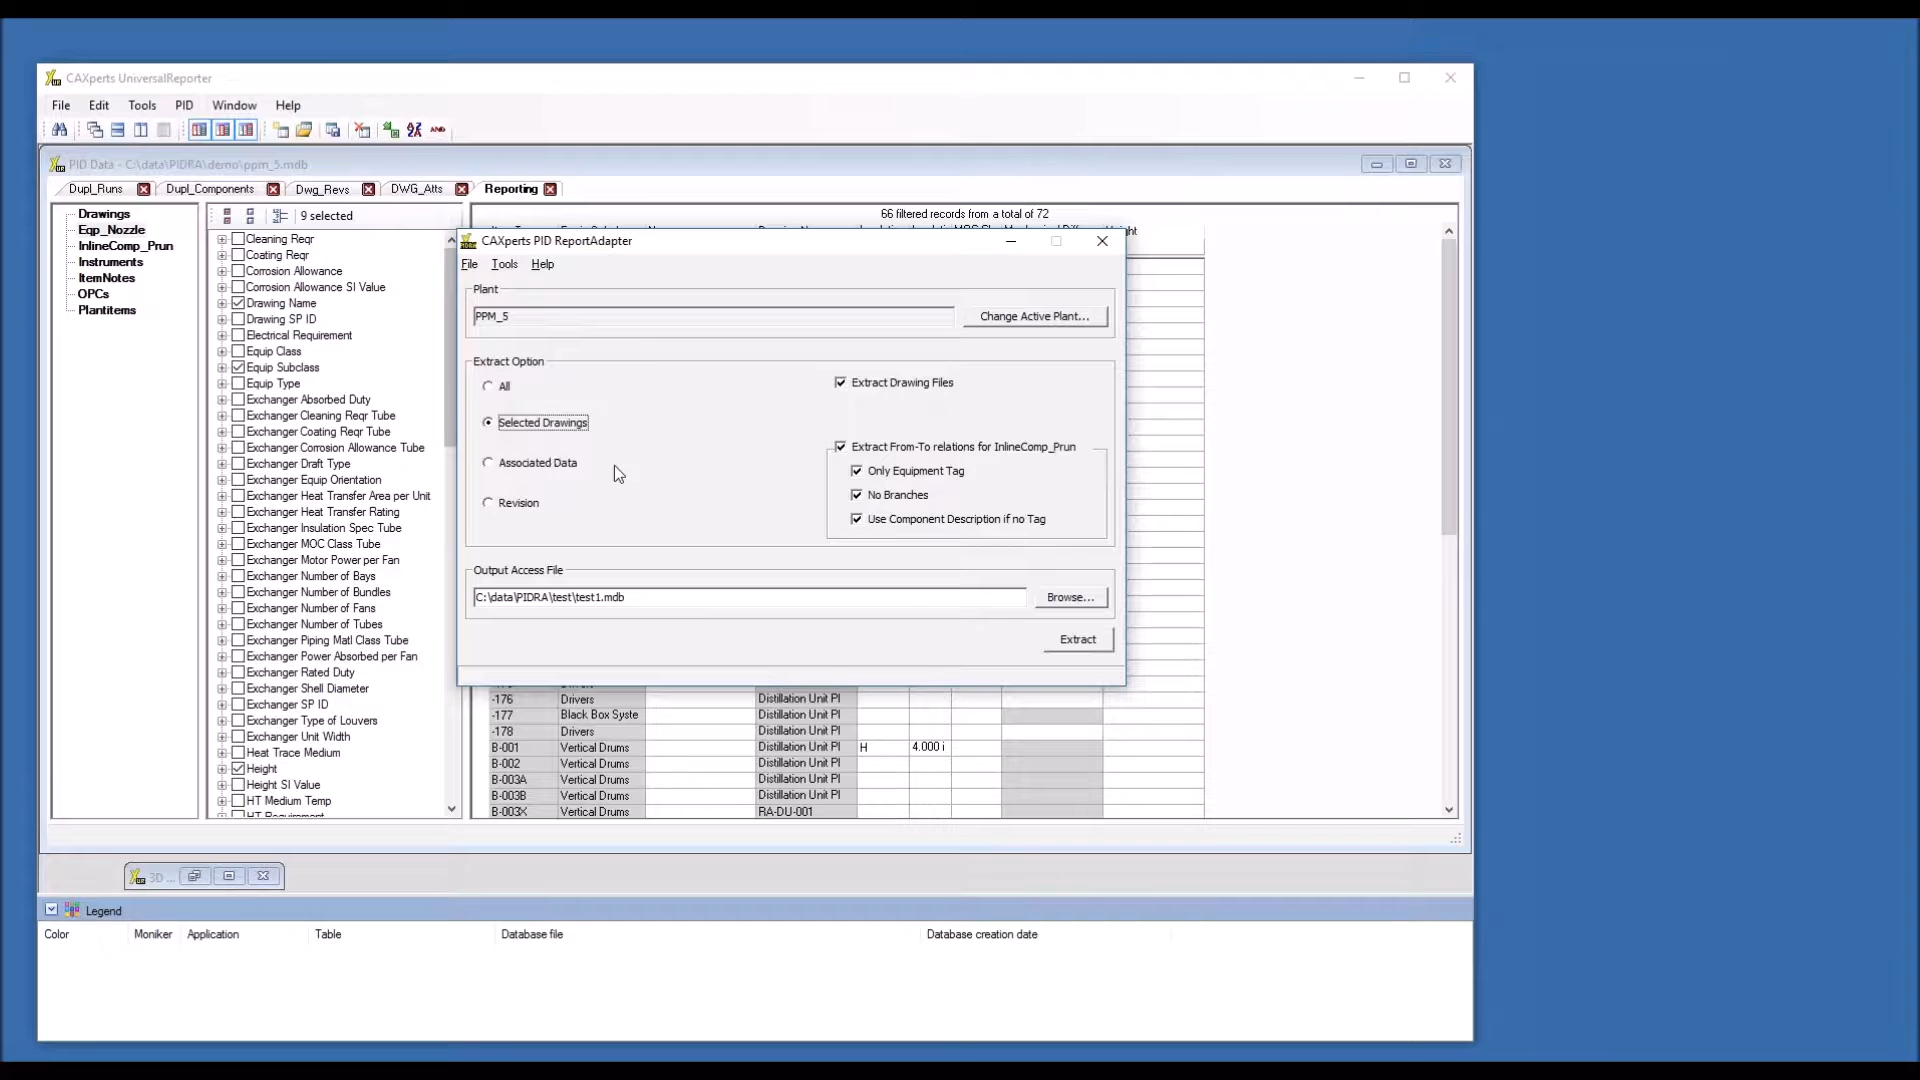 CAXperts UniversalReporter
File Edit Tools PID Window Help
PID Data - C:\data\PIDRA\demo\ppm_5.mdb
Dupl_Runs Dupl_Components Dwg_Revs DWG_Atts Reporting
Drawings
Eqp_Nozzle
InlineComp_Prun
Instruments
ItemNotes
OPCs
Plantitems
9 selected
Cleaning Reqr
Coating Reqr
Corrosion Allowance
Corrosion Allowance SI Value
Drawing Name
Drawing SP ID
Electrical Requirement
Equip Class
Equip Subclass
Equip Type
Exchanger Absorbed Duty
Exchanger Cleaning Reqr Tube
Exchanger Coating Reqr Tube
Exchanger Corrosion Allowance Tube
Exchanger Draft Type
Exchanger Equip Orientation
Exchanger Heat Transfer Area per Unit
Exchanger Heat Transfer Rating
Exchanger Insulation Spec Tube
Exchanger MOC Class Tube
Exchanger Motor Power per Fan
Exchanger Number of Bays
Exchanger Number of Bundles
Exchanger Number of Fans
Exchanger Number of Tubes
Exchanger Piping Matl Class Tube
Exchanger Power Absorbed per Fan
Exchanger Rated Duty
Exchanger Shell Diameter
Exchanger SP ID
Exchanger Type of Louvers
Exchanger Unit Width
Heat Trace Medium
Height
Height SI Value
HT Medium Temp
HT Requirement
66 filtered records from a total of 72
CAXperts PID ReportAdapter
File Tools Help
Plant
PPM_5 Change Active Plant...
Extract Option
All
Selected Drawings
Associated Data
Revision
Extract Drawing Files
Extract From-To relations for InlineComp_Prun
Only Equipment Tag
No Branches
Use Component Description if no Tag
Output Access File
C:\data\PIDRA\test\test1.mdb Browse...
Extract
-176 Drivers Distillation Unit PI
-177 Black Box Syste Distillation Unit PI
-178 Drivers Distillation Unit PI
B-001 Vertical Drums Distillation Unit PI H 4.000 i
B-002 Vertical Drums Distillation Unit PI
B-003A Vertical Drums Distillation Unit PI
B-003B Vertical Drums Distillation Unit PI
B-003X Vertical Drums RA-DU-001
3D ...
Legend
Color Moniker Application Table Database file Database creation date